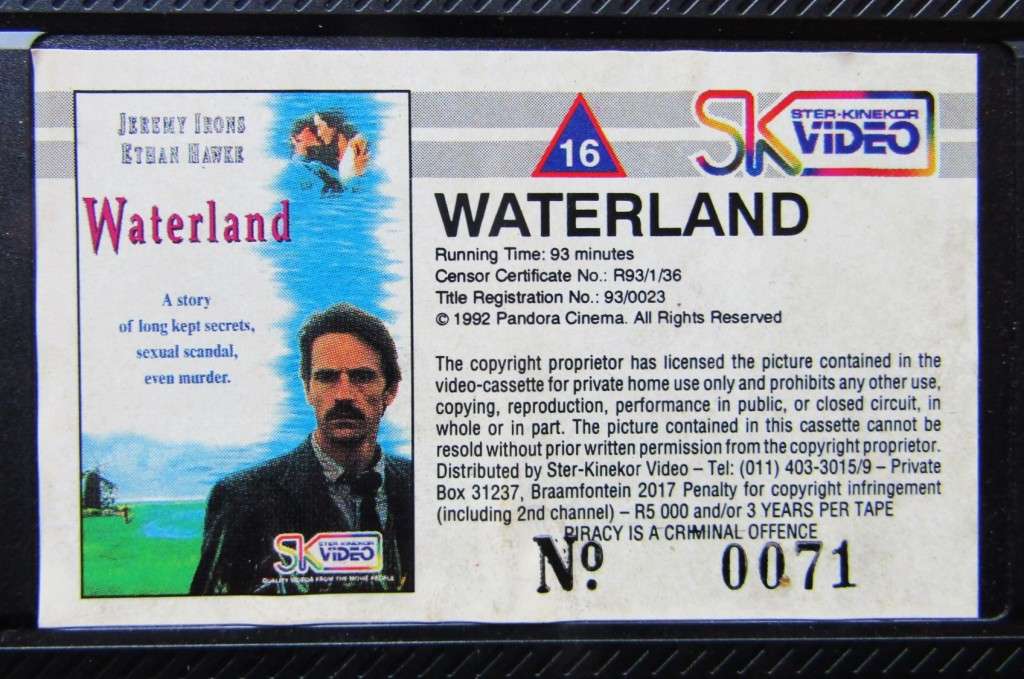 JEREMY IRONS
ETHAN HAWKE
Waterland
A story
of long kept secrets,
sexual scandal,
even murder.
SK STER-KINEKOR
VIDEO
QUALITY VIDEOS FROM THE MOVIE PEOPLE
16
SK STER-KINEKOR
VIDEO
WATERLAND
Running Time: 93 minutes
Censor Certificate No.: R93/1/36
Title Registration No.: 93/0023
© 1992 Pandora Cinema. All Rights Reserved
The copyright proprietor has licensed the picture contained in the
video-cassette for private home use only and prohibits any other use,
copying, reproduction, performance in public, or closed circuit, in
whole or in part. The picture contained in this cassette cannot be
resold without prior written permission from the copyright proprietor.
Distributed by Ster-Kinekor Video – Tel: (011) 403-3015/9 – Private
Box 31237, Braamfontein 2017 Penalty for copyright infringement
(including 2nd channel) – R5 000 and/or 3 YEARS PER TAPE
PIRACY IS A CRIMINAL OFFENCE
No. 0071